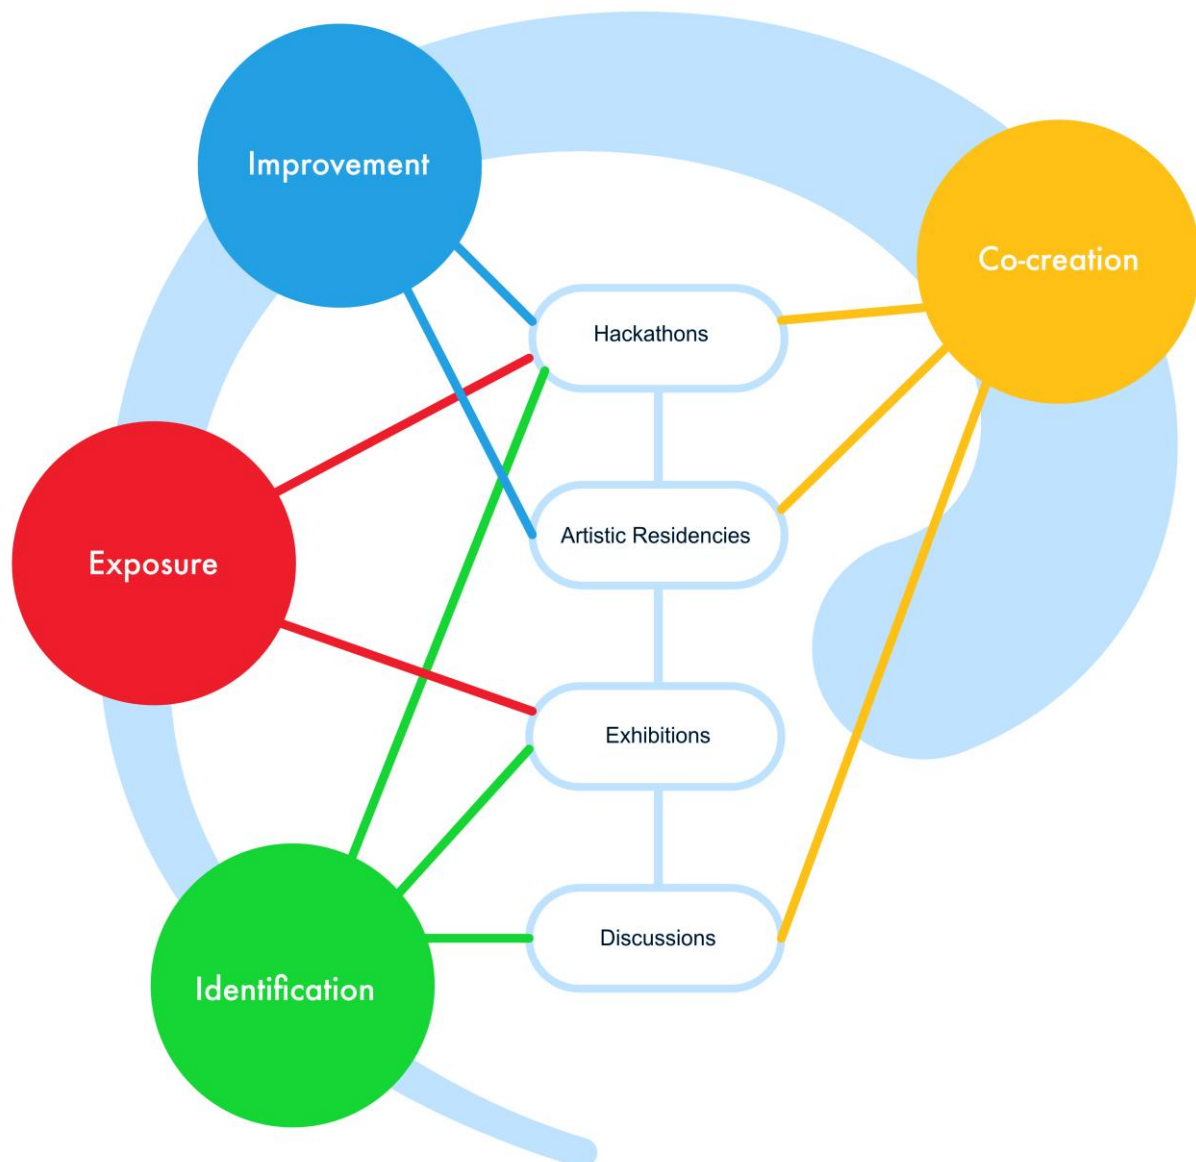 Improvement
Co-creation
Hackathons
Artistic Residencies
Exposure
Exhibitions
Discussions
Identification